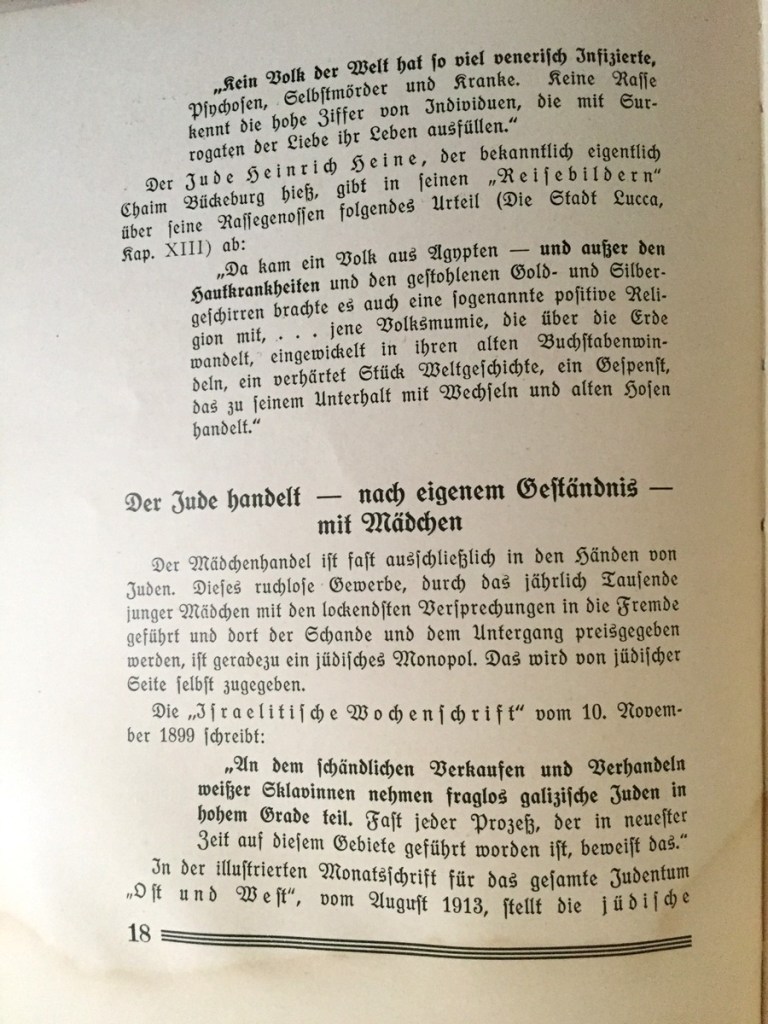 „Kein Volk der Welt hat so viel venerisch Infizierte,
Psychosen, Selbstmörder und Kranke. Keine Rasse
kennt die hohe Ziffer von Individuen, die mit Sur-
rogaten der Liebe ihr Leben ausfüllen.“
Der Jude Heinrich Heine, der bekanntlich eigentlich
Chaim Bückeburg hieß, gibt in seinen „Reisebildern“
über seine Rassegenossen folgendes Urteil (Die Stadt Lucca,
Kap. XIII) ab:
„Da kam ein Volk aus Ägypten — und außer den
Hautkrankheiten und den gestohlenen Gold- und Silber-
geschirren brachte es auch eine sogenannte positive Reli-
gion mit, . . . jene Volksmumie, die über die Erde
wandelt, eingewickelt in ihren alten Buchstabenwin-
deln, ein verhärtet Stück Weltgeschichte, ein Gespenst,
das zu seinem Unterhalt mit Wechseln und alten Hosen
handelt.“
Der Jude handelt — nach eigenem Geständnis —
mit Mädchen
Der Mädchenhandel ist fast ausschließlich in den Händen von
Juden. Dieses ruchlose Gewerbe, durch das jährlich Tausende
junger Mädchen mit den lockendsten Versprechungen in die Fremde
geführt und dort der Schande und dem Untergang preisgegeben
werden, ist geradezu ein jüdisches Monopol. Das wird von jüdischer
Seite selbst zugegeben.
Die „Israelitische Wochenschrift“ vom 10. Novem-
ber 1899 schreibt:
„An dem schändlichen Verkaufen und Verhandeln
weißer Sklavinnen nehmen fraglos galizische Juden in
hohem Grade teil. Fast jeder Prozeß, der in neuester
Zeit auf diesem Gebiete geführt worden ist, beweist das.“
In der illustrierten Monatsschrift für das gesamte Judentum
„Ost und West“, vom August 1913, stellt die jüdische
18